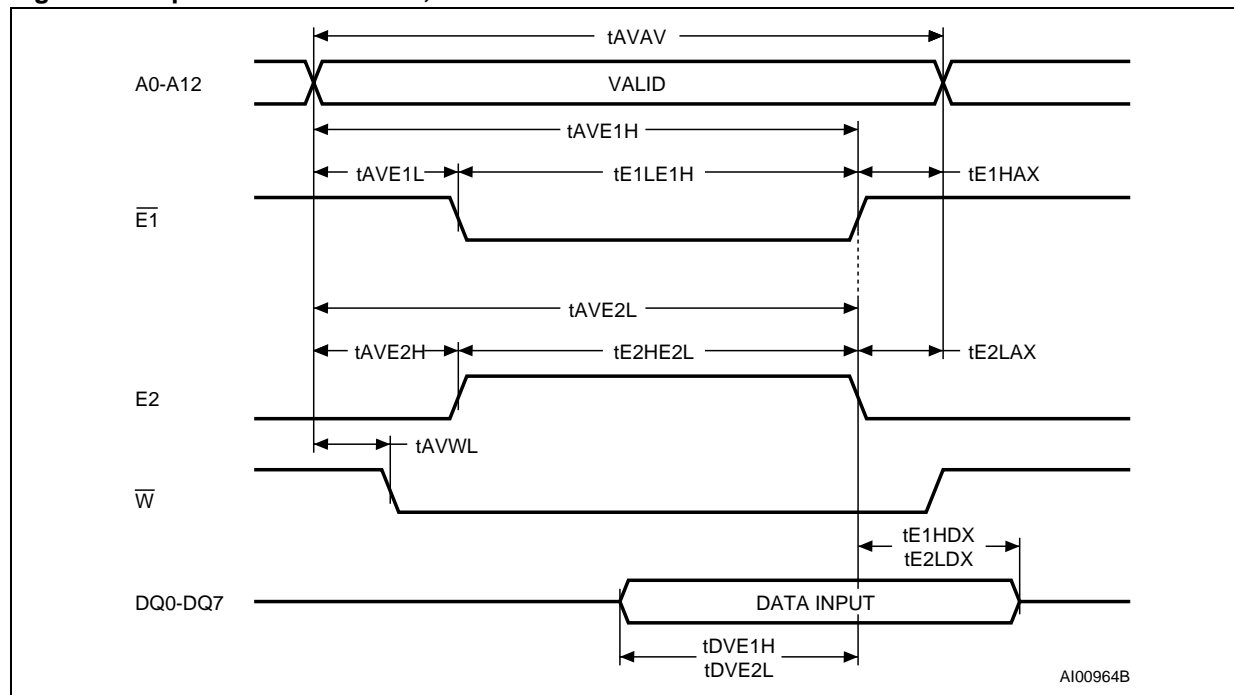 tAVAV
A0-A12
VALID
tAVE1H
tAVE1L
tE1LE1H
tE1HAX
E1
tAVE2L
tAVE2H
tE2HE2L
tE2LAX
E2
tAVWL
W
tE1HDX
tE2LDX
DQ0-DQ7
DATA INPUT
tDVE1H
tDVE2L
AI00964B